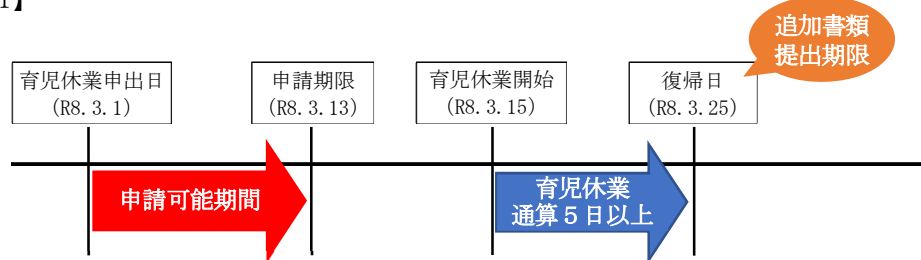 1】
追加書類
提出期限
育児休業申出日
(R8.3.1)
申請期限
(R8.3.13)
育児休業開始
(R8.3.15)
復帰日
(R8.3.25)
申請可能期間
育児休業
通算５日以上